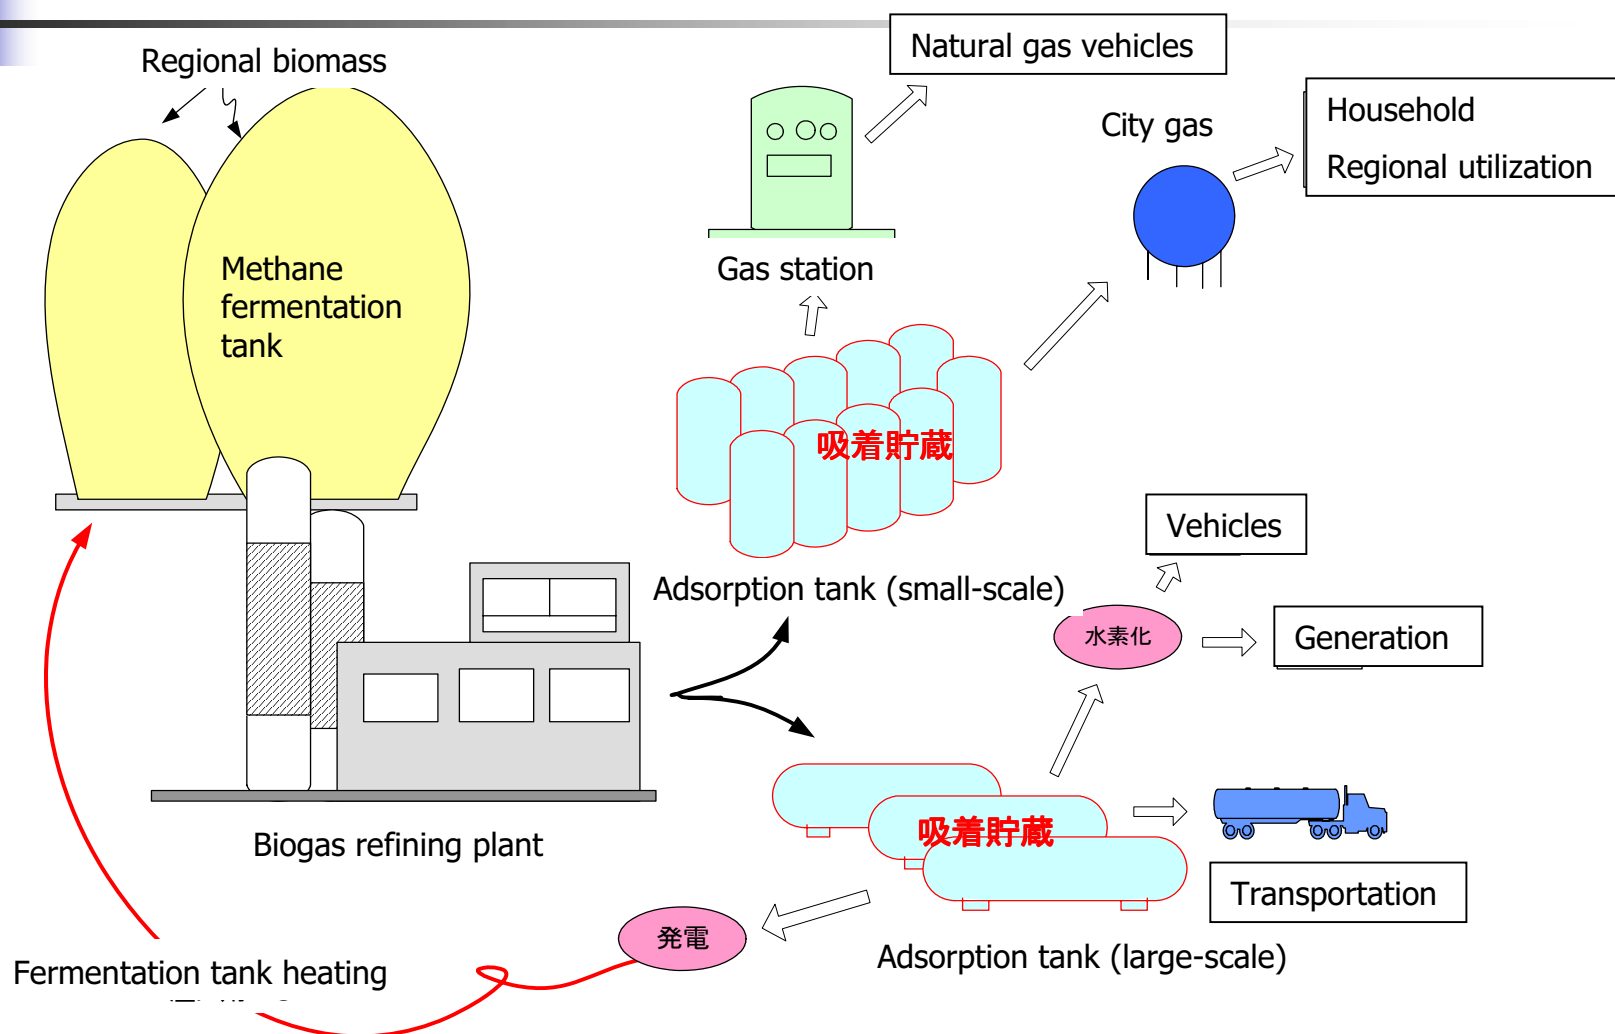 Regional biomass
Natural gas vehicles
City gas
Household
Regional utilization
Methane
fermentation
tank
Gas station
吸着貯蔵
Vehicles
Adsorption tank (small-scale)
水素化
Generation
吸着貯蔵
Biogas refining plant
Transportation
発電
Adsorption tank (large-scale)
Fermentation tank heating